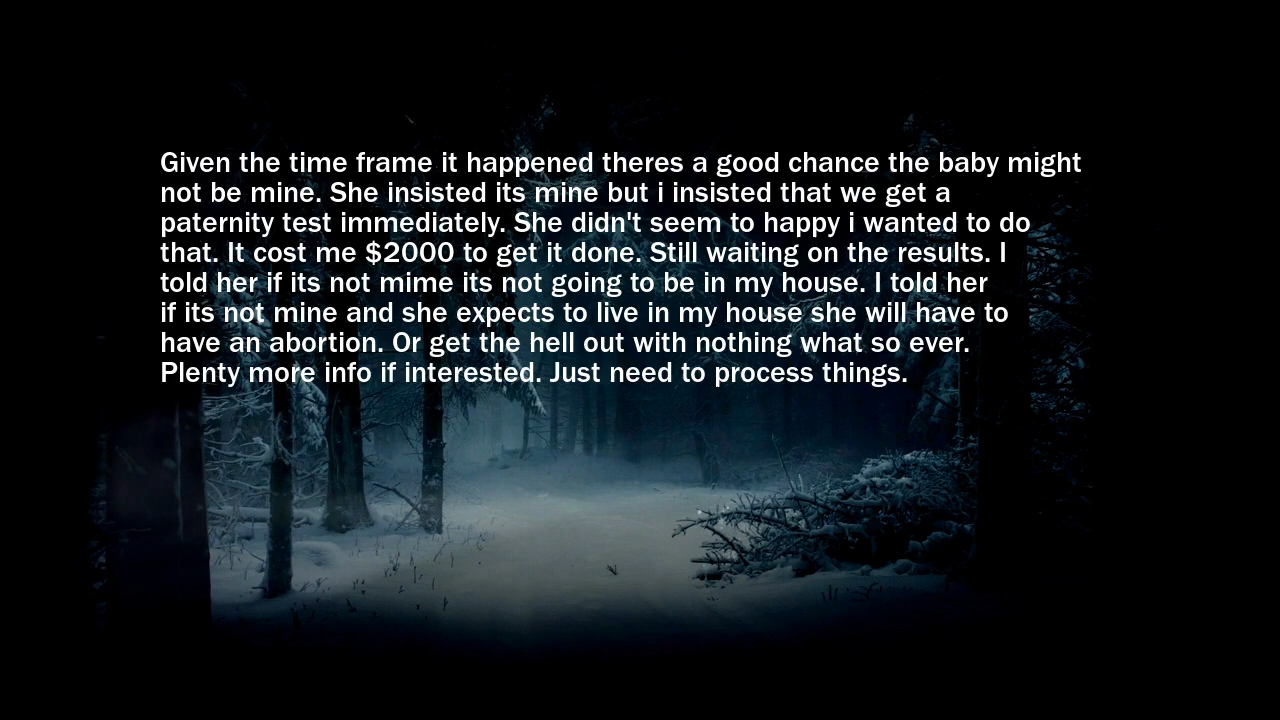 Given the time frame it happened theres a good chance the baby might
not be mine. She insisted its mine but i insisted that we get a
paternity test immediately. She didn't seem to happy i wanted to do
that. It cost me $2000 to get it done. Still waiting on the results. I
told her if its not mime its not going to be in my house. I told her
if its not mine and she expects to live in my house she will have to
have an abortion. Or get the hell out with nothing what so ever.
Plenty more info if interested. Just need to process things.